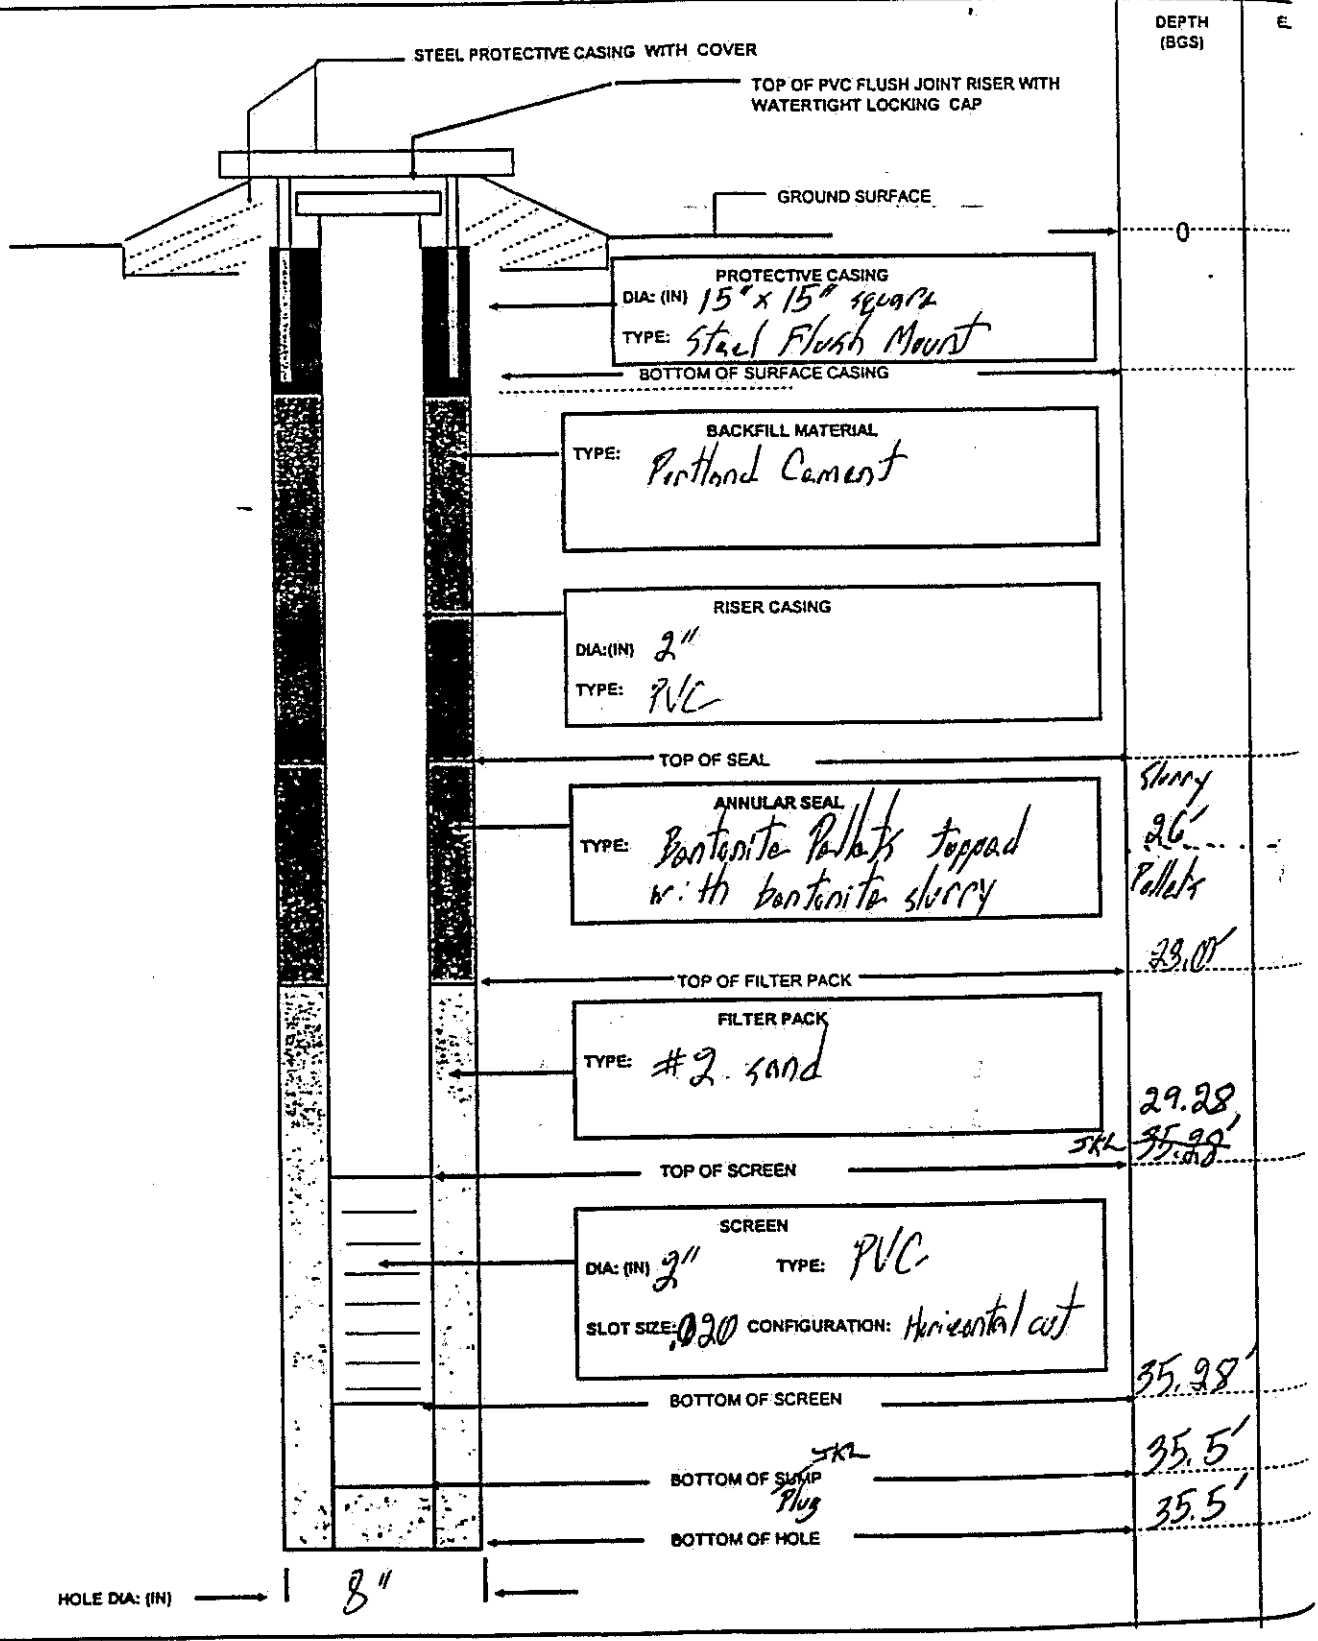 DEPTH
(BGS)
E
STEEL PROTECTIVE CASING WITH COVER
TOP OF PVC FLUSH JOINT RISER WITH
WATERTIGHT LOCKING CAP
GROUND SURFACE
0
PROTECTIVE CASING
DIA: (IN) 15" x 15" square
TYPE: Steel Flush Mount
BOTTOM OF SURFACE CASING
BACKFILL MATERIAL
TYPE: Portland Cement
RISER CASING
DIA:(IN) 2"
TYPE: PVC
TOP OF SEAL
Slurry
ANNULAR SEAL
26'
TYPE: Bentonite Pellets topped
with bentonite slurry
Pellets
TOP OF FILTER PACK
FILTER PACK
TYPE: #2 sand
29.28'
JKL 35.28'
TOP OF SCREEN
SCREEN
DIA: (IN) 2" TYPE: PVC
SLOT SIZE: .020 CONFIGURATION: Horizontal cut
35.28'
BOTTOM OF SCREEN
JKL
35.5'
BOTTOM OF SUMP
Plug
35.5'
BOTTOM OF HOLE
HOLE DIA: (IN) 8"